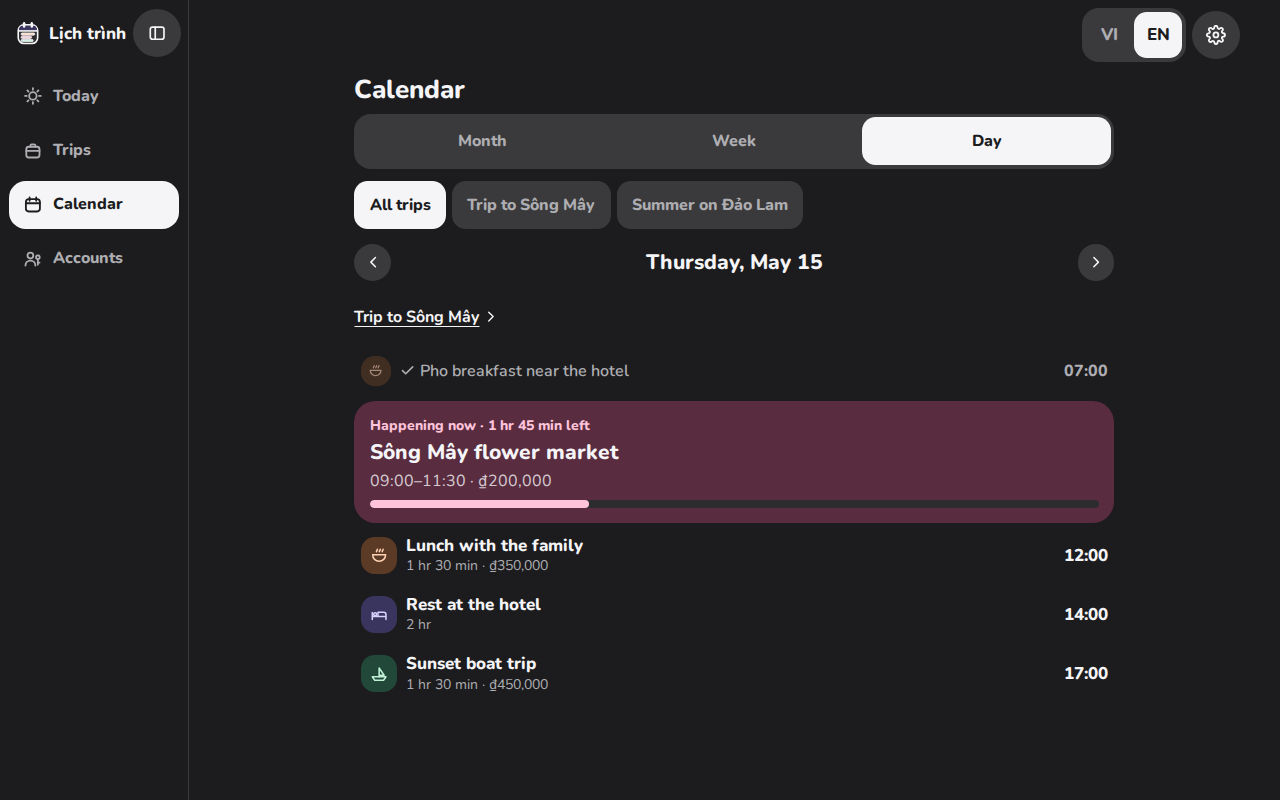 Lịch trình
VI
EN
Today
Trips
Calendar
Accounts
Calendar
Month
Week
Day
All trips
Trip to Sông Mây
Summer on Đảo Lam
Thursday, May 15
Trip to Sông Mây
Pho breakfast near the hotel
07:00
Happening now · 1 hr 45 min left
Sông Mây flower market
09:00–11:30 · ₫200,000
Lunch with the family
1 hr 30 min · ₫350,000
12:00
Rest at the hotel
2 hr
14:00
Sunset boat trip
1 hr 30 min · ₫450,000
17:00